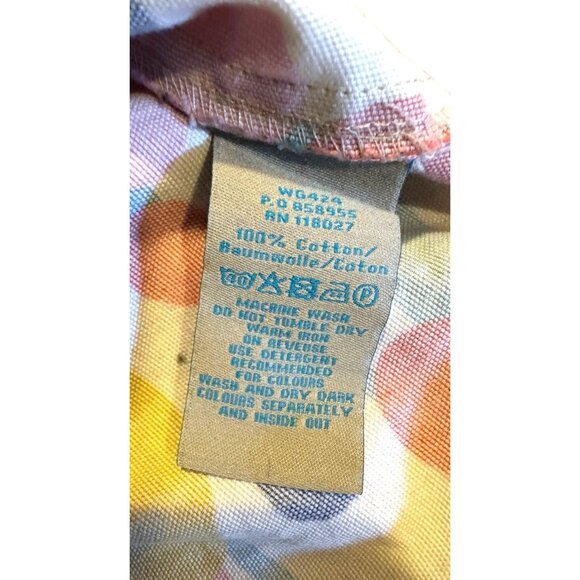 WG424
P.O 858955
RN 118027
100% Cotton/
Baumwolle/Coton
40 P
MACHINE WASH
DO NOT TUMBLE DRY
WARM IRON
ON REVERSE
USE DETERGENT
RECOMMENDED
FOR COLOURS
WASH AND DRY DARK
COLOURS SEPARATELY
AND INSIDE OUT